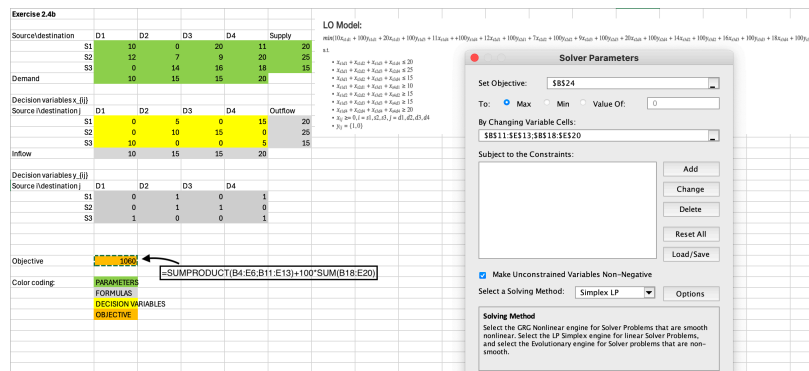 Exercise 2.4b
Source\destination D1 D2 D3 D4 Supply
S1 10 0 20 11 20
S2 12 7 9 20 25
S3 0 14 16 18 15
Demand 10 15 15 20
Decision variables x_{ij}
Source i\destination j D1 D2 D3 D4 Outflow
S1 0 5 0 15 20
S2 0 10 15 0 25
S3 10 0 0 5 15
Inflow 10 15 15 20
Decision variables y_{ij}
Source i\destination j D1 D2 D3 D4
S1 0 1 0 1
S2 0 1 1 0
S3 1 0 0 1
Objective 1060
=SUMPRODUCT(B4:E6;B11:E13)+100*SUM(B18:E20)
Color coding: PARAMETERS
FORMULAS
DECISION VARIABLES
OBJECTIVE
LO Model:
s.t.
Solver Parameters
Set Objective: $B$24
To: Max Min Value Of: 0
By Changing Variable Cells:
$B$11:$E$13;$B$18:$E$20
Subject to the Constraints:
Add
Change
Delete
Reset All
Load/Save
Make Unconstrained Variables Non-Negative
Select a Solving Method: Simplex LP Options
Solving Method
Select the GRG Nonlinear engine for Solver Problems that are smooth
nonlinear. Select the LP Simplex engine for linear Solver Problems,
and select the Evolutionary engine for Solver problems that are non-
smooth.